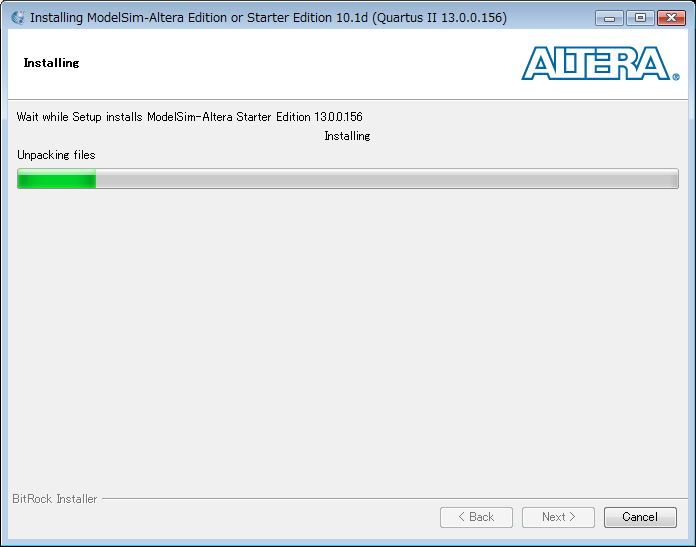 Installing ModelSim-Altera Edition or Starter Edition 10.1d (Quartus II 13.0.0.156)
Installing
ALTERA®
Wait while Setup installs ModelSim-Altera Starter Edition 13.0.0.156
Installing
Unpacking files
BitRock Installer
< Back
Next >
Cancel